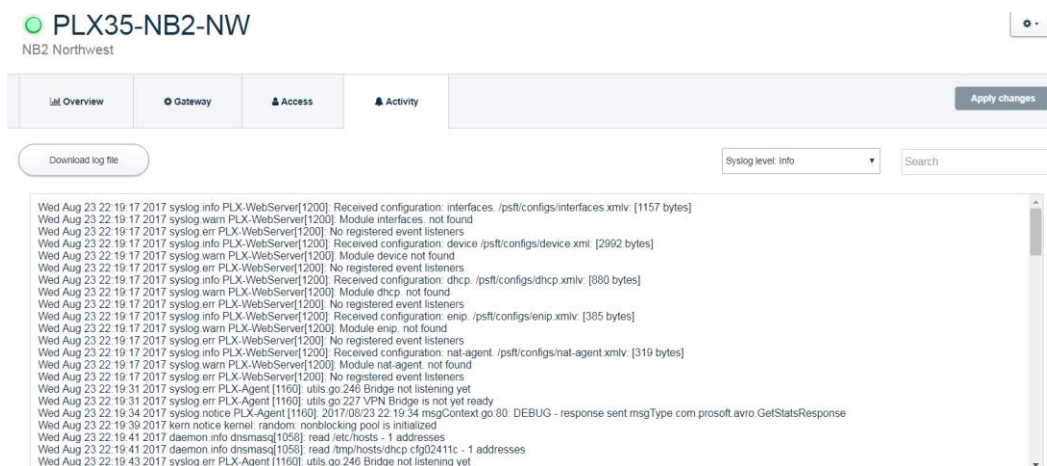 PLX35-NB2-NW
NB2 Northwest
Overview
Gateway
Access
Activity
Apply changes
Download log file
Syslog level: Info
Search
Wed Aug 23 22:19:17 2017 syslog.info PLX-WebServer[1200]: Received configuration: interfaces. /psft/configs/interfaces.xmlv: [1157 bytes]
Wed Aug 23 22:19:17 2017 syslog.warn PLX-WebServer[1200]: Module interfaces. not found
Wed Aug 23 22:19:17 2017 syslog.err PLX-WebServer[1200]: No registered event listeners
Wed Aug 23 22:19:17 2017 syslog.info PLX-WebServer[1200]: Received configuration: device /psft/configs/device.xml: [2992 bytes]
Wed Aug 23 22:19:17 2017 syslog.warn PLX-WebServer[1200]: Module device not found
Wed Aug 23 22:19:17 2017 syslog.err PLX-WebServer[1200]: No registered event listeners
Wed Aug 23 22:19:17 2017 syslog.info PLX-WebServer[1200]: Received configuration: dhcp. /psft/configs/dhcp.xmlv: [880 bytes]
Wed Aug 23 22:19:17 2017 syslog.warn PLX-WebServer[1200]: Module dhcp. not found
Wed Aug 23 22:19:17 2017 syslog.err PLX-WebServer[1200]: No registered event listeners
Wed Aug 23 22:19:17 2017 syslog.info PLX-WebServer[1200]: Received configuration: enip. /psft/configs/enip.xmlv: [385 bytes]
Wed Aug 23 22:19:17 2017 syslog.warn PLX-WebServer[1200]: Module enip. not found
Wed Aug 23 22:19:17 2017 syslog.err PLX-WebServer[1200]: No registered event listeners
Wed Aug 23 22:19:17 2017 syslog.info PLX-WebServer[1200]: Received configuration: nat-agent. /psft/configs/nat-agent.xmlv: [319 bytes]
Wed Aug 23 22:19:17 2017 syslog.warn PLX-WebServer[1200]: Module nat-agent. not found
Wed Aug 23 22:19:17 2017 syslog.err PLX-WebServer[1200]: No registered event listeners
Wed Aug 23 22:19:31 2017 syslog.err PLX-Agent [1160]: utils.go:246 Bridge not listening yet
Wed Aug 23 22:19:31 2017 syslog.err PLX-Agent [1160]: utils.go:227 VPN Bridge is not yet ready
Wed Aug 23 22:19:34 2017 syslog.notice PLX-Agent [1160]: 2017/08/23 22:19:34 msgContext.go:80: DEBUG - response sent msgType com.prosoft.avro.GetStatsResponse
Wed Aug 23 22:19:39 2017 kern.notice kernel: random: nonblocking pool is initialized
Wed Aug 23 22:19:41 2017 daemon.info dnsmasq[1058]: read /etc/hosts - 1 addresses
Wed Aug 23 22:19:41 2017 daemon.info dnsmasq[1058]: read /tmp/hosts/dhcp.cfg02411c - 1 addresses
Wed Aug 23 22:19:43 2017 syslog.err PLX-Agent [1160]: utils.go:246 Bridge not listening yet